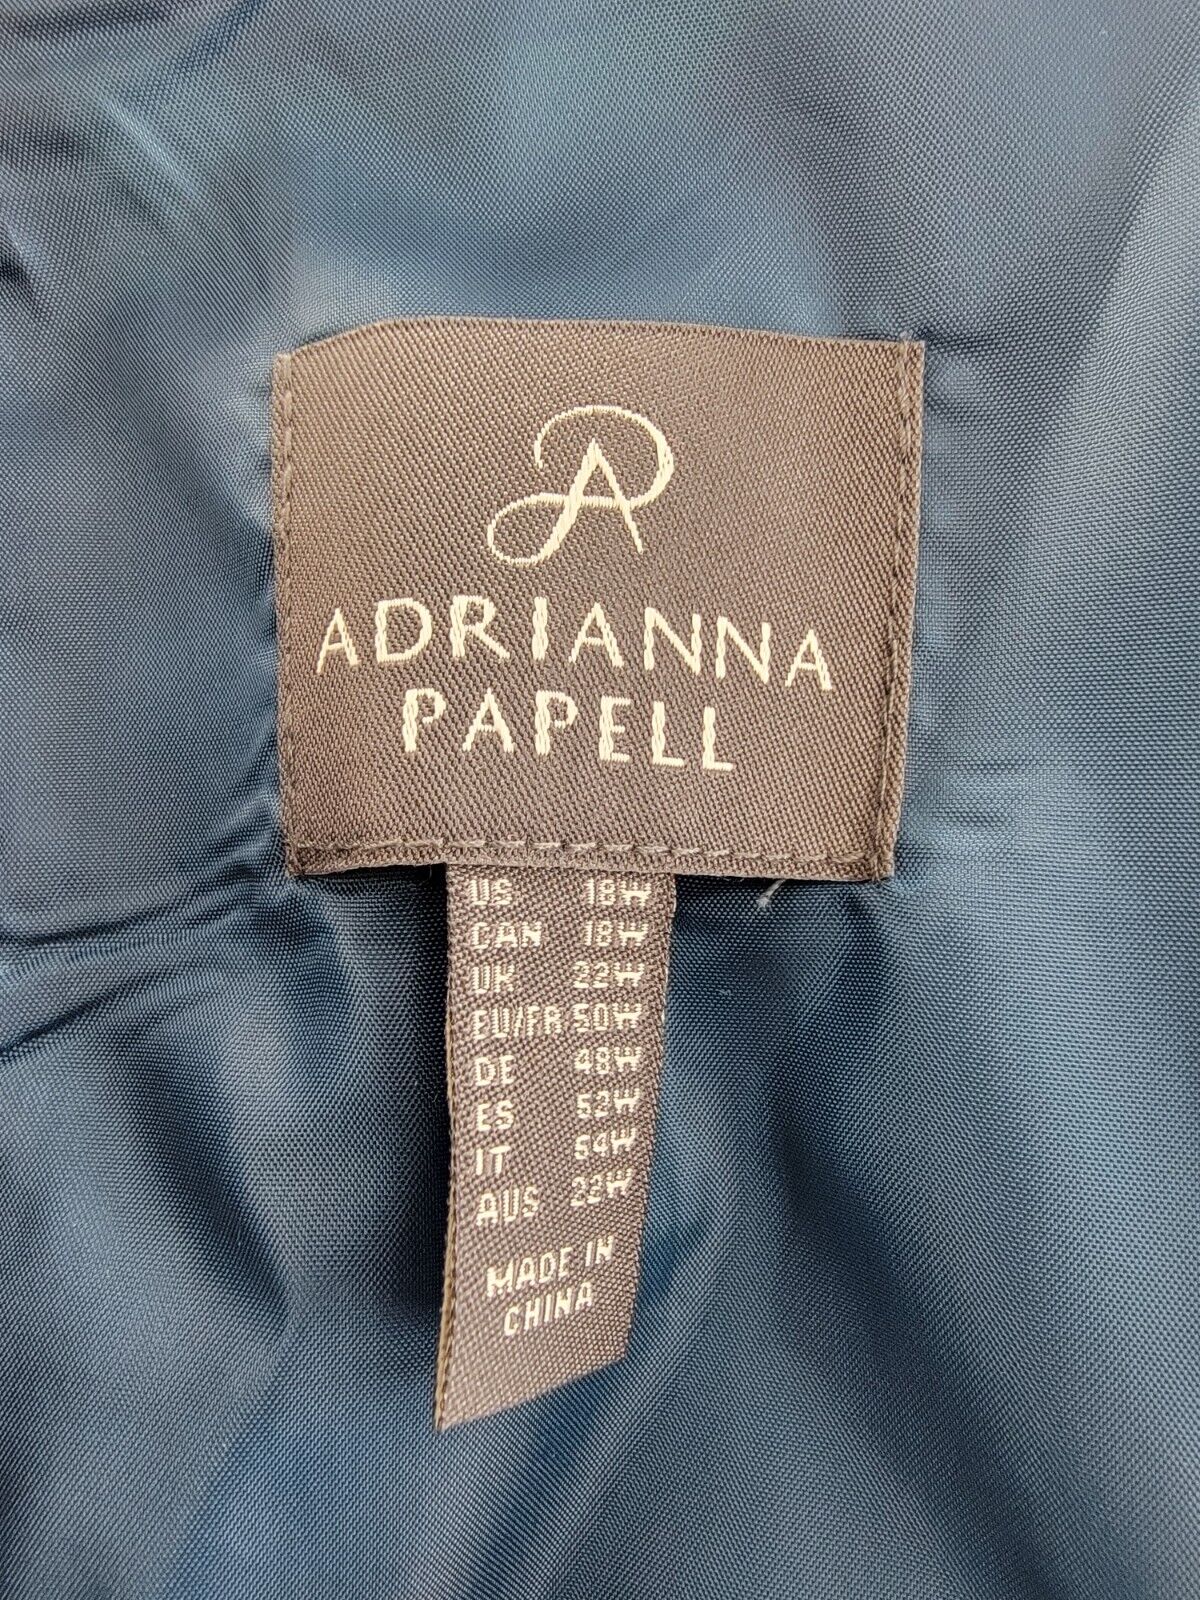 ADRIANNA
PAPELL
US 18W
CAN 18W
UK 22W
EU/FR 50W
DE 48W
ES 52W
IT 54W
AUS 22W
MADE IN
CHINA